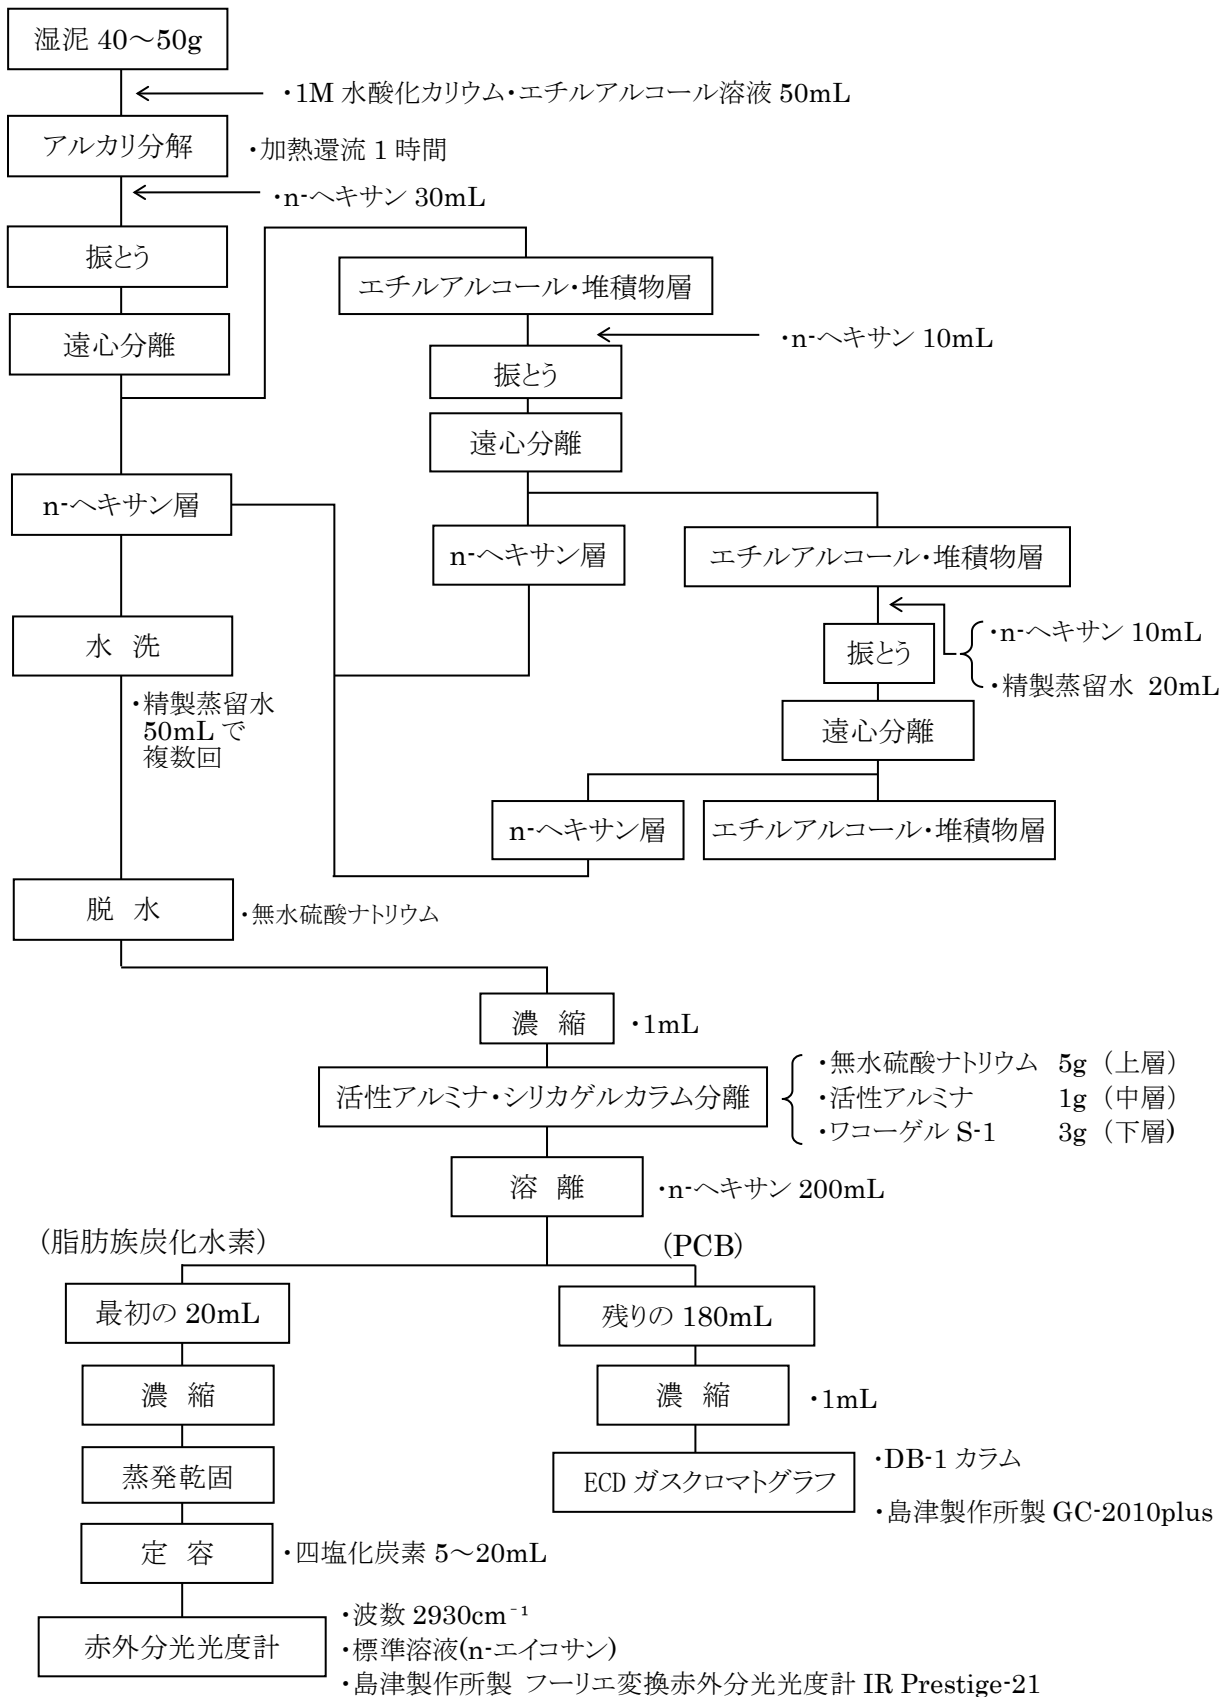 湿泥 40～50g
・1M 水酸化カリウム・エチルアルコール溶液 50mL
アルカリ分解
・加熱還流 1 時間
・n-ヘキサン 30mL
振とう
エチルアルコール・堆積物層
遠心分離
・n-ヘキサン 10mL
振とう
遠心分離
n-ヘキサン層
n-ヘキサン層
エチルアルコール・堆積物層
水 洗
・n-ヘキサン 10mL
振とう
・精製蒸留水 20mL
・精製蒸留水
50mL で
複数回
遠心分離
n-ヘキサン層
エチルアルコール・堆積物層
脱 水
・無水硫酸ナトリウム
濃 縮
・1mL
活性アルミナ・シリカゲルカラム分離
・無水硫酸ナトリウム 5g （上層）
・活性アルミナ 1g （中層）
・ワコーゲル S-1 3g （下層)
溶 離
・n-ヘキサン 200mL
(脂肪族炭化水素)
(PCB)
最初の 20mL
残りの 180mL
濃 縮
濃 縮
・1mL
蒸発乾固
ECD ガスクロマトグラフ
・DB-1 カラム
・島津製作所製 GC-2010plus
定 容
・四塩化炭素 5～20mL
赤外分光光度計
・波数 2930cm⁻¹
・標準溶液(n-エイコサン)
・島津製作所製 フーリエ変換赤外分光光度計 IR Prestige-21